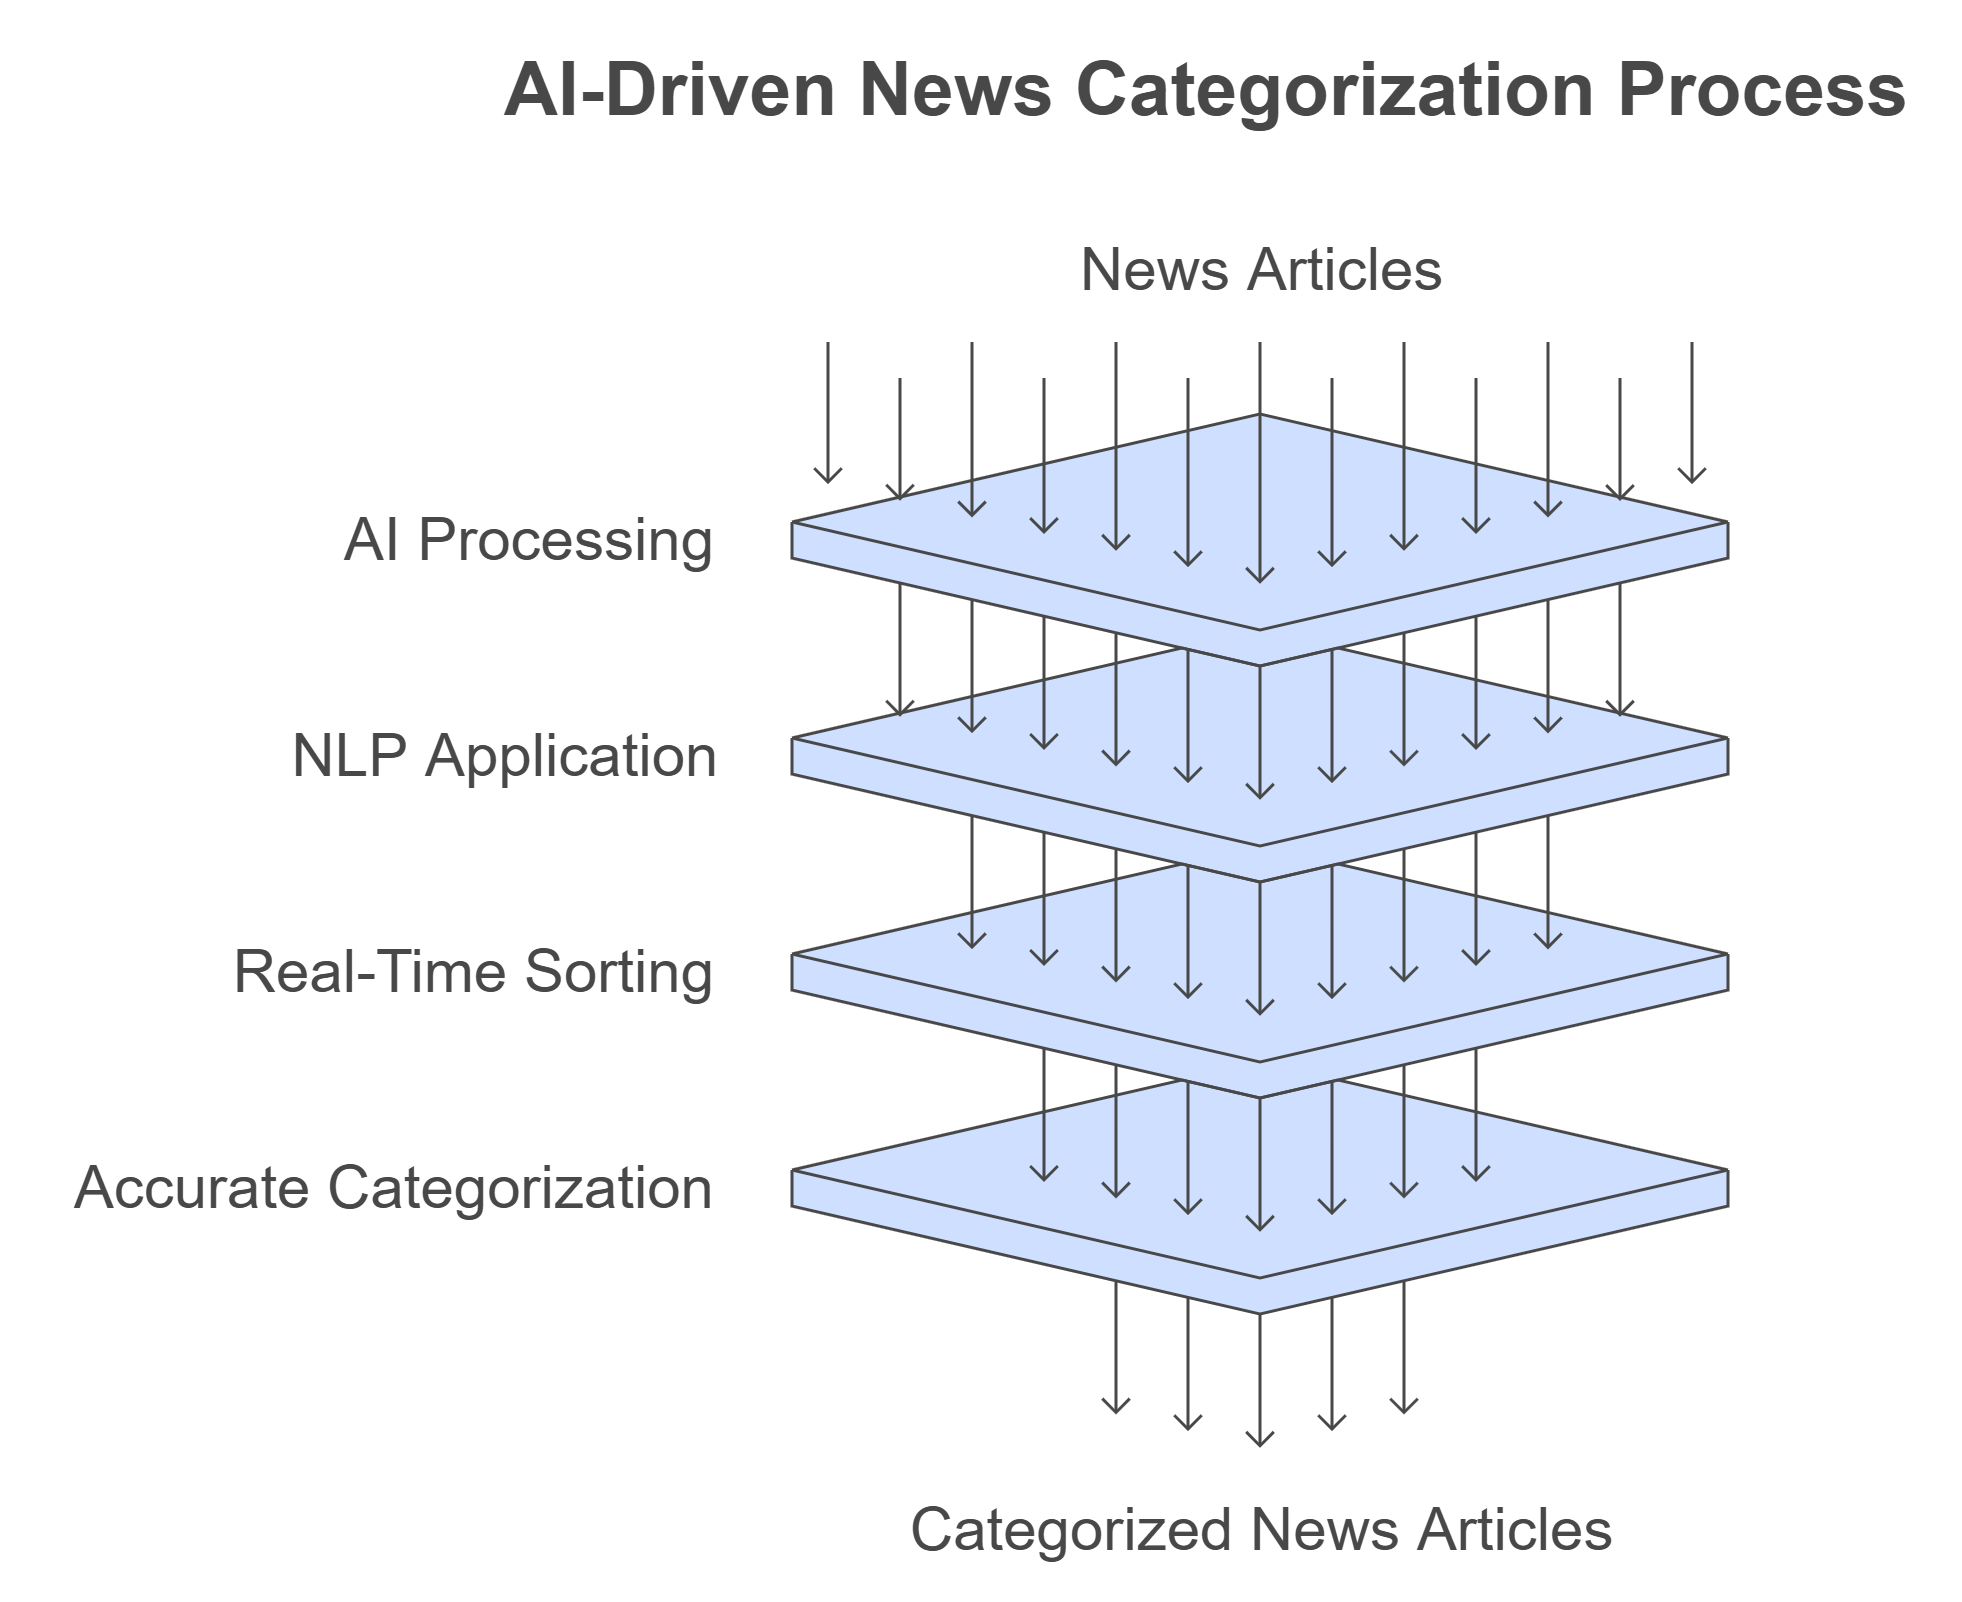 AI-Driven News Categorization Process
News Articles
AI Processing
NLP Application
Real-Time Sorting
Accurate Categorization
Categorized News Articles